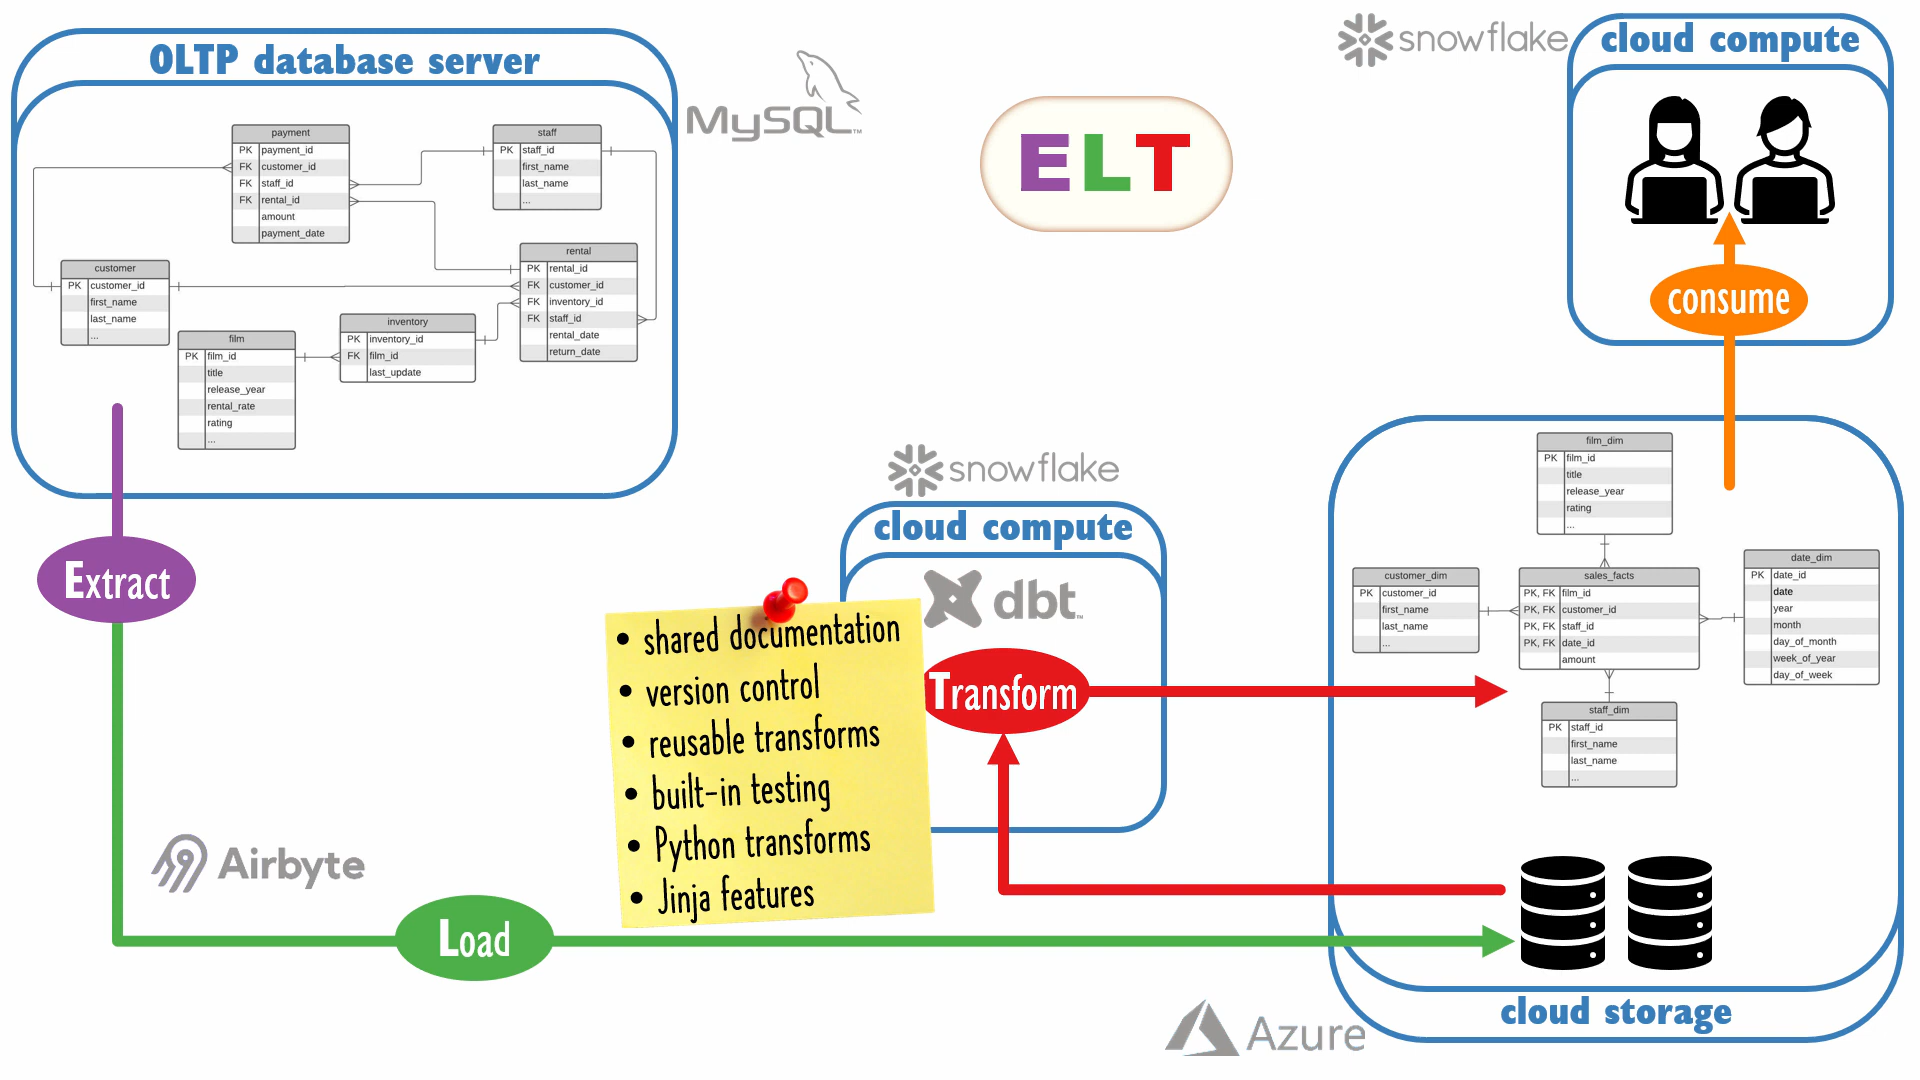 OLTP database server
MySQL™
payment
PK payment_id
FK customer_id
FK staff_id
FK rental_id
amount
payment_date
staff
PK staff_id
first_name
last_name
...
rental
PK rental_id
FK customer_id
FK inventory_id
FK staff_id
rental_date
return_date
customer
PK customer_id
first_name
last_name
...
inventory
PK inventory_id
FK film_id
last_update
film
PK film_id
title
release_year
rental_rate
rating
...
ELT
snowflake
cloud compute
consume
Extract
Airbyte
Load
snowflake
cloud compute
dbt™
Transform
• shared documentation
• version control
• reusable transforms
• built-in testing
• Python transforms
• Jinja features
film_dim
PK film_id
title
release_year
rating
...
customer_dim
PK customer_id
first_name
last_name
...
sales_facts
PK, FK film_id
PK, FK customer_id
PK, FK staff_id
PK, FK date_id
amount
date_dim
PK date_id
date
year
month
day_of_month
week_of_year
day_of_week
staff_dim
PK staff_id
first_name
last_name
...
cloud storage
Azure